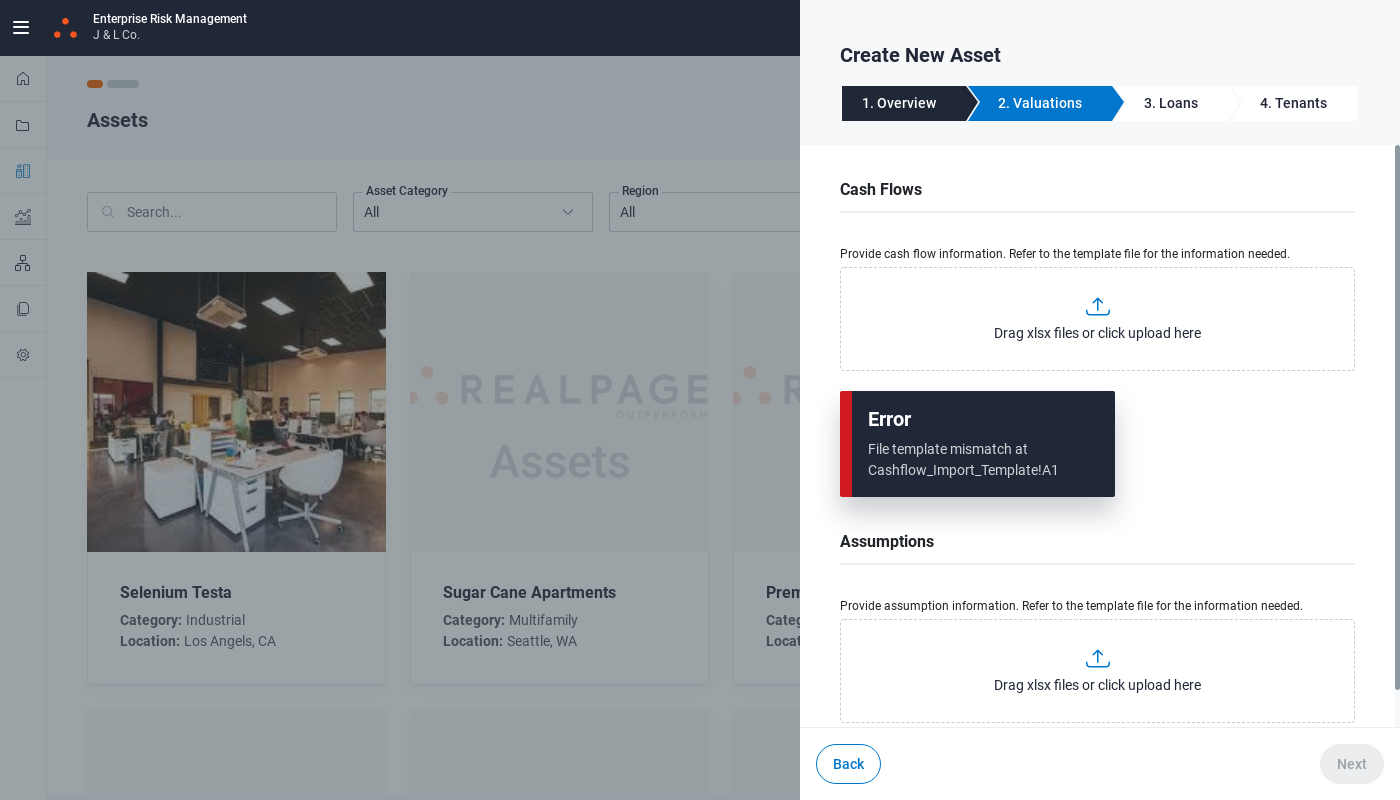 Enterprise Risk Management
J & L Co.
Assets
Search...
Asset Category
All
Region
All
REALPAGE
OUTPERFORM
Assets
Selenium Testa
Category: Industrial
Location: Los Angels, CA
Sugar Cane Apartments
Category: Multifamily
Location: Seattle, WA
Prem
Categ
Locat
Create New Asset
1. Overview
2. Valuations
3. Loans
4. Tenants
Cash Flows
Provide cash flow information. Refer to the template file for the information needed.
Drag xlsx files or click upload here
Error
File template mismatch at
Cashflow_Import_Template!A1
Assumptions
Provide assumption information. Refer to the template file for the information needed.
Drag xlsx files or click upload here
Back
Next